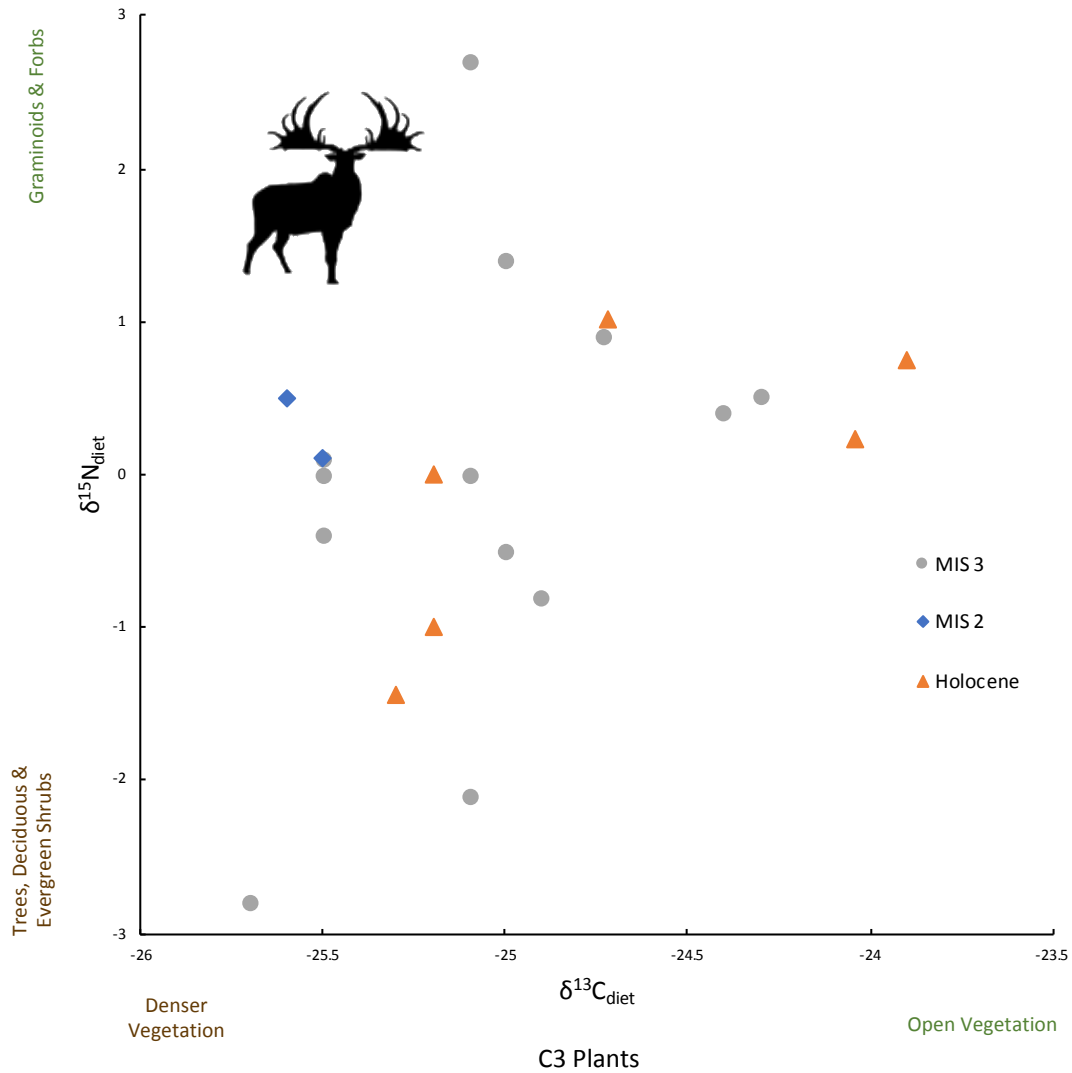 Graminoids & Forbs
Trees, Deciduous &
Evergreen Shrubs
δ15Ndiet
3
2
1
0
-1
-2
-3
-26
-25.5
-25
-24.5
-24
-23.5
MIS 3
MIS 2
Holocene
δ13Cdiet
Denser
Vegetation
Open Vegetation
C3 Plants